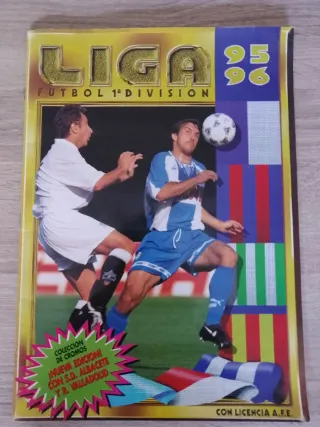 LIGA
FUTBOL 1ª DIVISION
95
96
COLECCION
DE CROMOS
¡NUEVA EDICION!
CON S.D. ALBACETE
Y R. VALLADOLID
CON LICENCIA A.F.E.